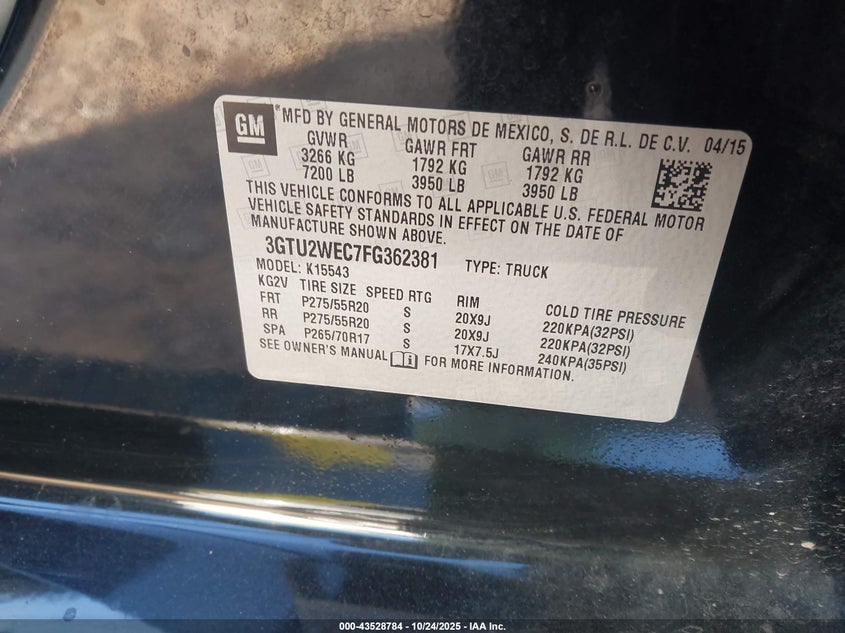 GM
*MFD BY GENERAL MOTORS DE MEXICO, S. DE R.L. DE C.V. 04/15
GVWR GAWR FRT GAWR RR
3266 KG 1792 KG 1792 KG
7200 LB 3950 LB 3950 LB
THIS VEHICLE CONFORMS TO ALL APPLICABLE U.S. FEDERAL MOTOR
VEHICLE SAFETY STANDARDS IN EFFECT ON THE DATE OF
MANUFACTURE SHOWN ABOVE.
3GTU2WEC7FG362381 TYPE: TRUCK
MODEL: K15543
KG2V TIRE SIZE SPEED RTG RIM COLD TIRE PRESSURE
FRT P275/55R20 S 20X9J 220KPA(32PSI)
RR P275/55R20 S 20X9J 220KPA(32PSI)
SPA P265/70R17 S 17X7.5J 240KPA(35PSI)
SEE OWNER'S MANUAL FOR MORE INFORMATION.
000-43528784 | 10/24/2025 - IAA Inc.